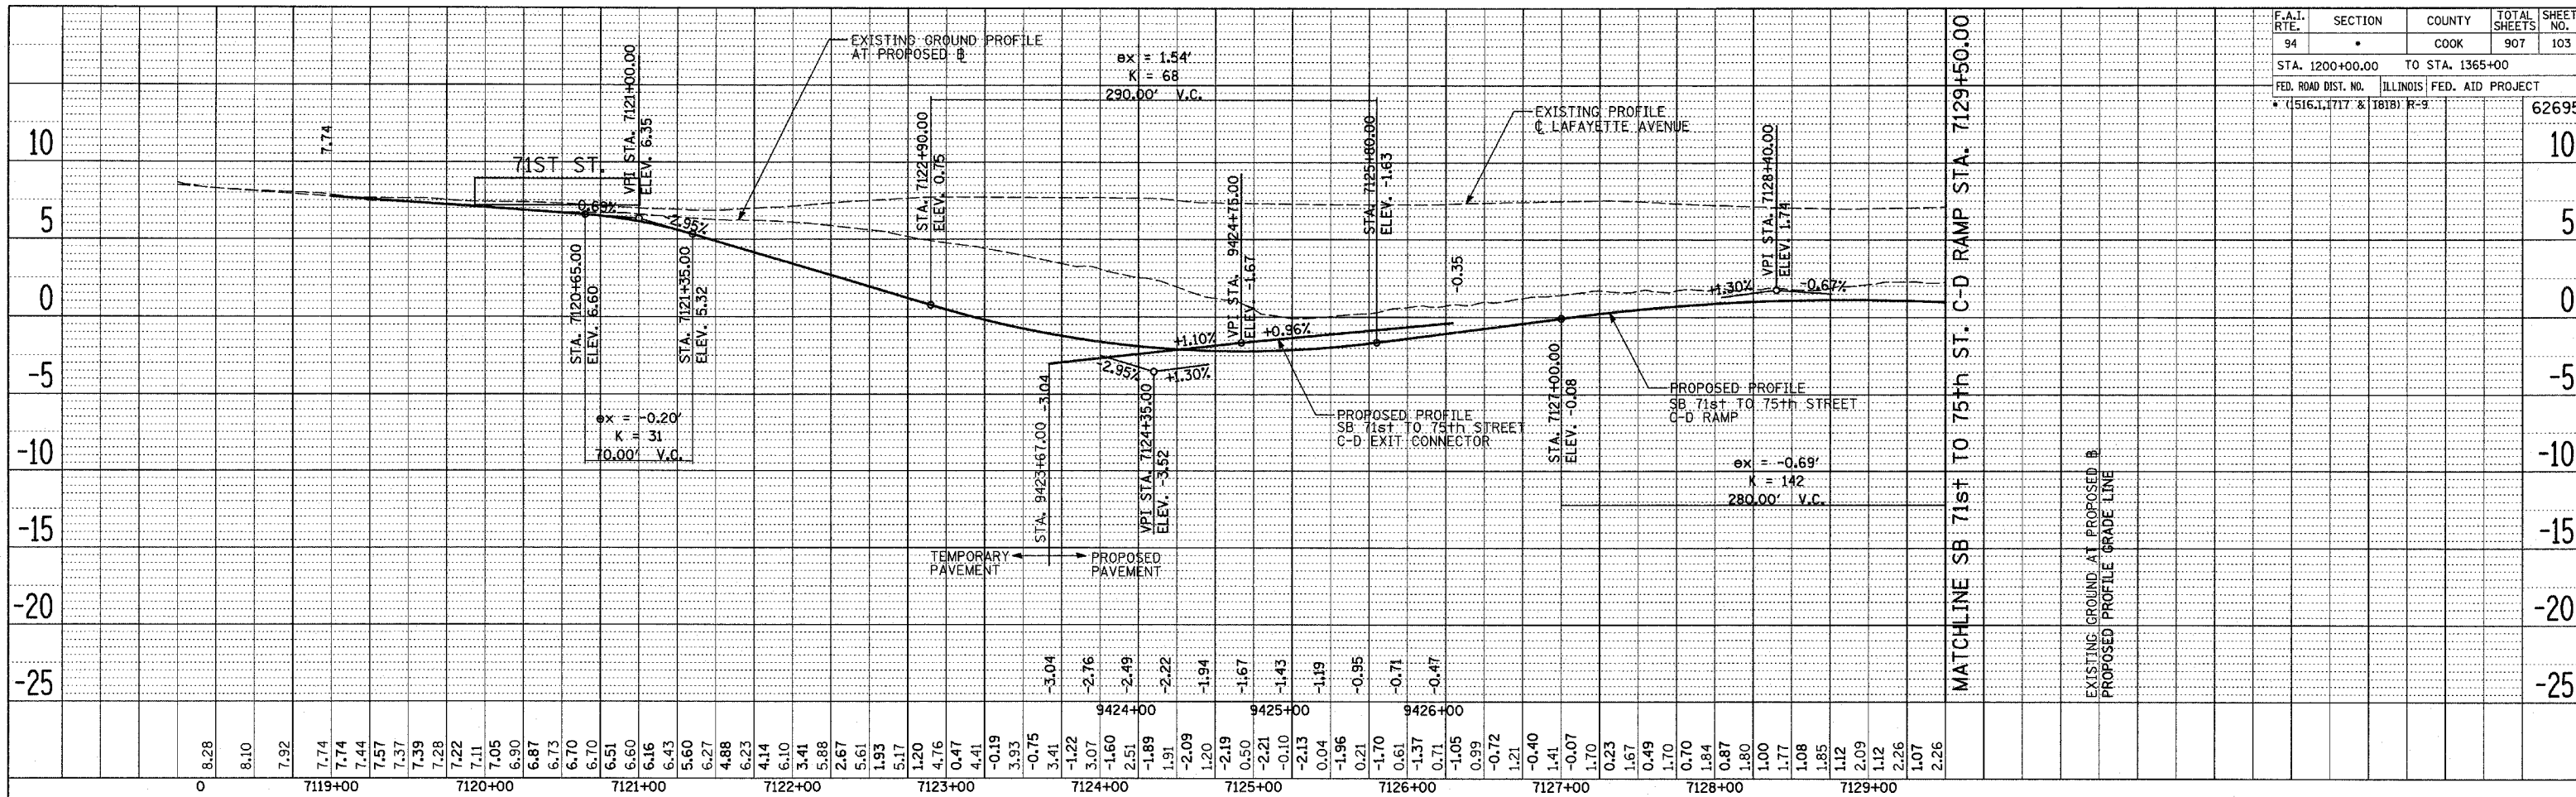 F.A.I. RTE.
SECTION
COUNTY
TOTAL SHEETS
SHEET NO.
94
•
COOK
907
103
STA. 1200+00.00 TO STA. 1365+00
FED. ROAD DIST. NO.
ILLINOIS
FED. AID PROJECT
• (1516.1,1717 & 1818) R-9
62695
EXISTING GROUND PROFILE
AT PROPOSED ℄
ex = 1.54'
K = 68
290.00' V.C.
EXISTING PROFILE
℄ LAFAYETTE AVENUE
7.74
71ST ST.
VPI STA. 7121+00.00
ELEV. 6.35
STA. 7122+90.00
ELEV. 0.75
VPI STA. 9424+75.00
ELEV. -1.67
STA. 7125+80.00
ELEV. -1.63
-0.35
VPI STA. 7128+40.00
ELEV. 1.74
-0.69%
-2.95%
STA. 7120+65.00
ELEV. 6.60
STA. 7121+35.00
ELEV. 5.32
+1.10%
+0.96%
+1.30%
-0.67%
-2.95%
+1.30%
ex = -0.20'
K = 31
70.00' V.C.
STA. 9423+67.00 -3.04
VPI STA. 7124+35.00
ELEV. -3.52
PROPOSED PROFILE
SB 71st TO 75th STREET
C-D EXIT CONNECTOR
STA. 7127+00.00
ELEV. -0.08
PROPOSED PROFILE
SB 71st TO 75th STREET
C-D RAMP
ex = -0.69'
K = 142
280.00' V.C.
TEMPORARY PAVEMENT
PROPOSED PAVEMENT
MATCHLINE SB 71st TO 75th ST. C-D RAMP STA. 7129+50.00
EXISTING GROUND AT PROPOSED ℄
PROPOSED PROFILE GRADE LINE
10
5
0
-5
-10
-15
-20
-25
10
5
0
-5
-10
-15
-20
-25
-3.04 -2.76 -2.49 -2.22 -1.94 -1.67 -1.43 -1.19 -0.95 -0.71 -0.47
9424+00 9425+00 9426+00
8.28 8.10 7.92 7.74 7.74 7.44 7.57 7.37 7.39 7.28 7.22 7.11 7.05 6.90 6.87 6.73 6.70 6.70 6.51 6.60 6.16 6.43 5.60 6.27 4.88 6.23 4.14 6.10 3.41 5.88 2.67 5.61 1.93 5.17 1.20 4.76 0.47 4.41 -0.19 3.93 -0.75 3.41 -1.22 3.07 -1.60 2.51 -1.89 1.91 -2.09 1.20 -2.19 0.50 -2.21 -0.10 -2.13 0.04 -1.96 0.21 -1.70 0.61 -1.37 0.71 -1.05 0.99 -0.72 1.21 -0.40 1.41 -0.07 1.70 0.23 1.67 0.49 1.70 0.70 1.84 0.87 1.80 1.00 1.77 1.08 1.85 1.12 2.09 1.12 2.26 1.07 2.26
0 7119+00 7120+00 7121+00 7122+00 7123+00 7124+00 7125+00 7126+00 7127+00 7128+00 7129+00